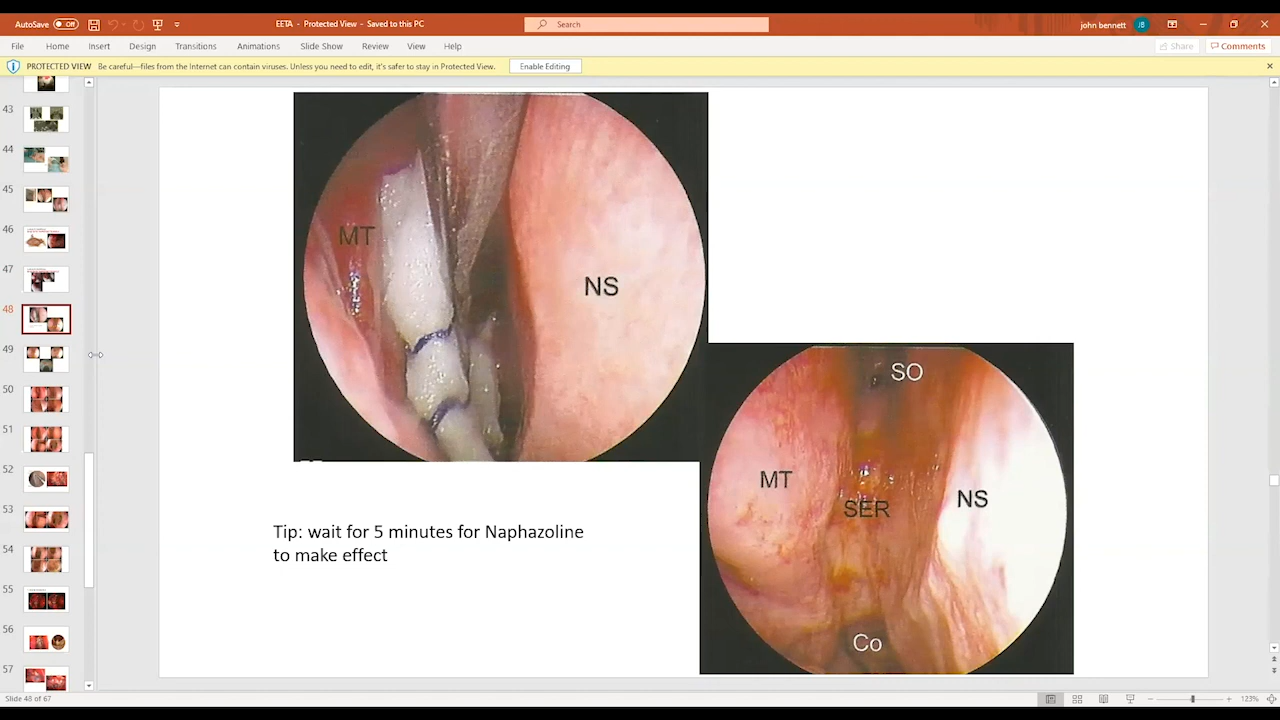 AutoSave Off EETA - Protected View - Saved to this PC Search john bennett JB
File Home Insert Design Transitions Animations Slide Show Review View Help Share Comments
PROTECTED VIEW Be careful—files from the Internet can contain viruses. Unless you need to edit, it's safer to stay in Protected View. Enable Editing
43
44
45
46
47
48
50
51
52
53
54
55
56
57
MT
NS
SO
MT
SER
NS
Co
Tip: wait for 5 minutes for Naphazoline
to make effect
Slide 48 of 67 123%